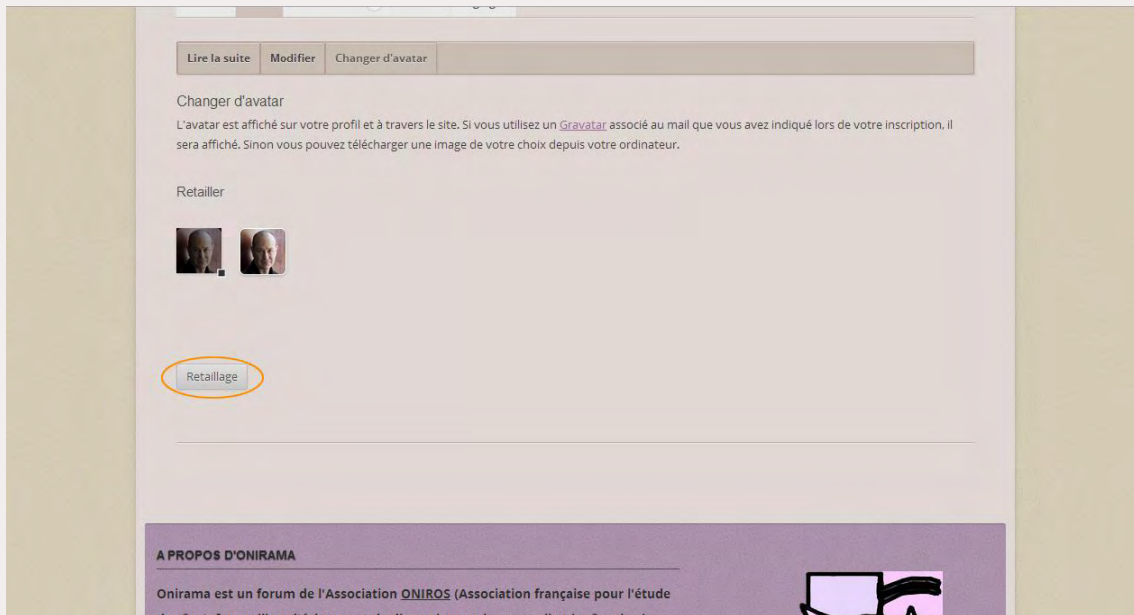 Lire la suite Modifier Changer d'avatar
Changer d'avatar
L'avatar est affiché sur votre profil et à travers le site. Si vous utilisez un Gravatar associé au mail que vous avez indiqué lors de votre inscription, il
sera affiché. Sinon vous pouvez télécharger une image de votre choix depuis votre ordinateur.
Retailler
Retaillage
A PROPOS D'ONIRAMA
Onirama est un forum de l'Association ONIROS (Association française pour l'étude